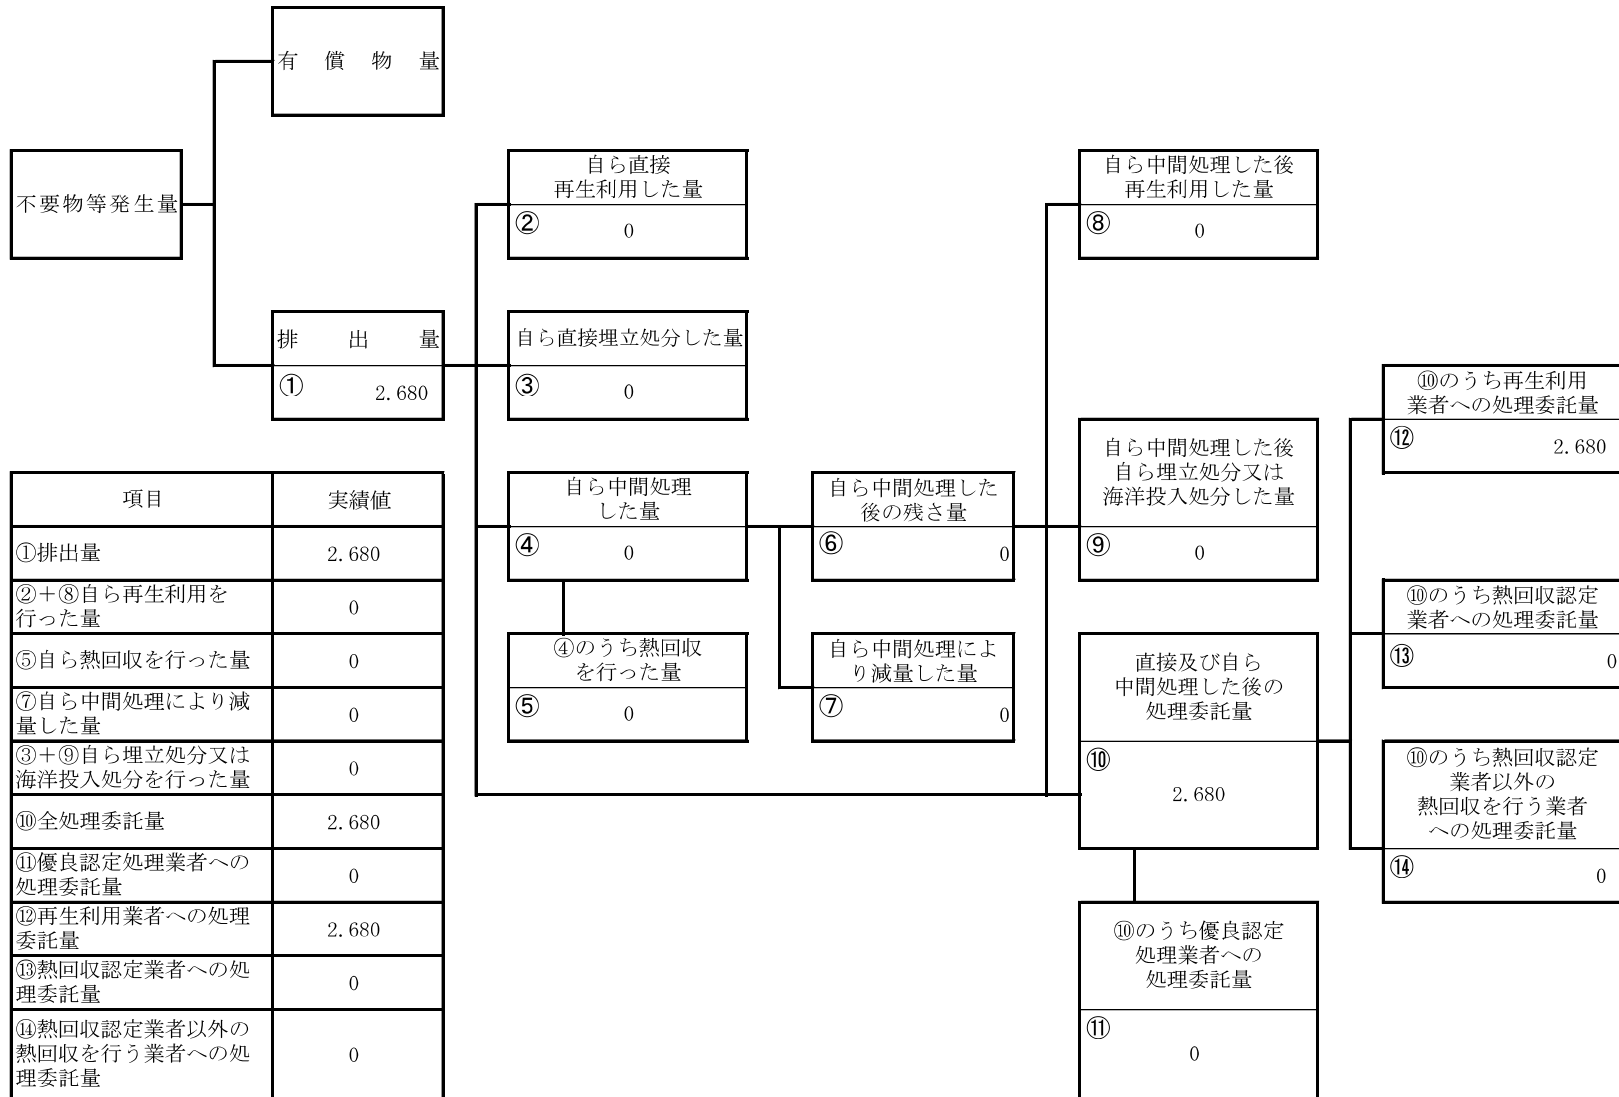 有償物量
不要物等発生量
排出量
① 2.680
自ら直接
再生利用した量
② 0
自ら直接埋立処分した量
③ 0
自ら中間処理
した量
④ 0
④のうち熱回収
を行った量
⑤ 0
自ら中間処理した
後の残さ量
⑥ 0
自ら中間処理によ
り減量した量
⑦ 0
自ら中間処理した後
再生利用した量
⑧ 0
自ら中間処理した後
自ら埋立処分又は
海洋投入処分した量
⑨ 0
直接及び自ら
中間処理した後の
処理委託量
⑩
2.680
⑩のうち優良認定
処理業者への
処理委託量
⑪
0
⑩のうち再生利用
業者への処理委託量
⑫ 2.680
⑩のうち熱回収認定
業者への処理委託量
⑬ 0
⑩のうち熱回収認定
業者以外の
熱回収を行う業者
への処理委託量
⑭ 0
項目 実績値
①排出量 2.680
②+⑧自ら再生利用を
行った量 0
⑤自ら熱回収を行った量 0
⑦自ら中間処理により減
量した量 0
③+⑨自ら埋立処分又は
海洋投入処分を行った量 0
⑩全処理委託量 2.680
⑪優良認定処理業者への
処理委託量 0
⑫再生利用業者への処理
委託量 2.680
⑬熱回収認定業者への処
理委託量 0
⑭熱回収認定業者以外の
熱回収を行う業者への処
理委託量 0